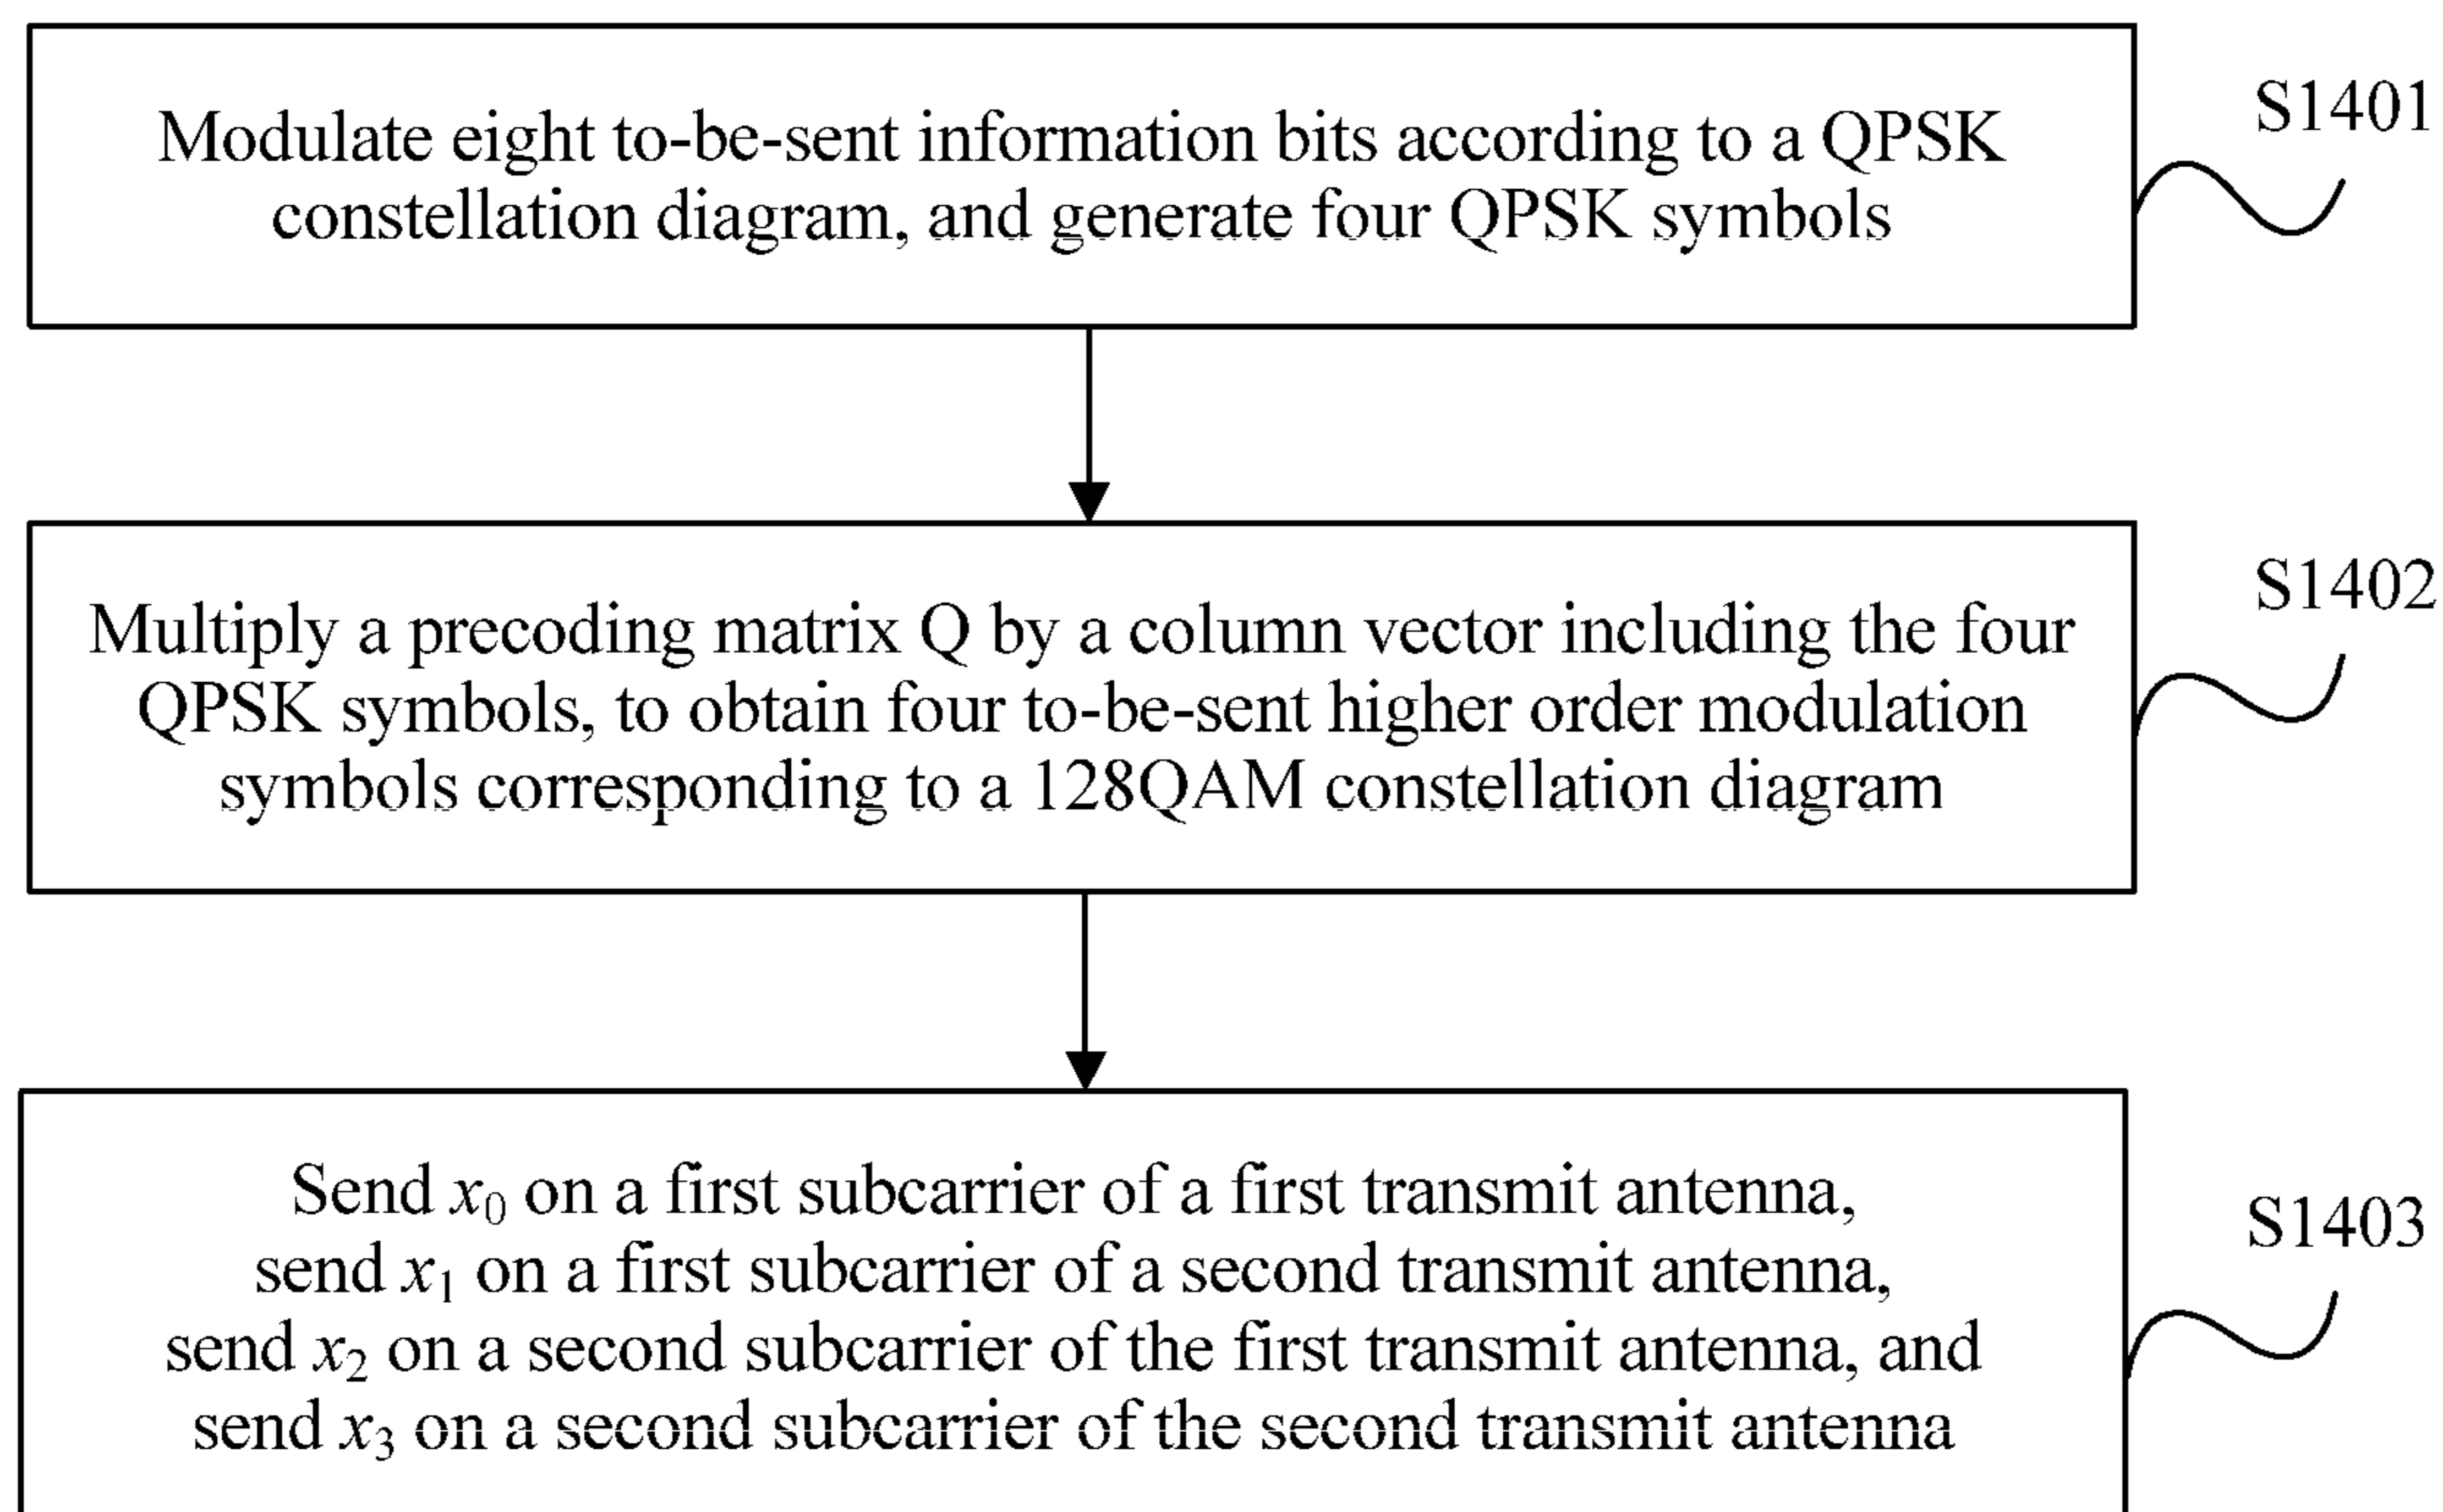 Modulate eight to-be-sent information bits according to a QPSK
constellation diagram, and generate four QPSK symbols
S1401
Multiply a precoding matrix Q by a column vector including the four
QPSK symbols, to obtain four to-be-sent higher order modulation
symbols corresponding to a 128QAM constellation diagram
S1402
Send x₀ on a first subcarrier of a first transmit antenna,
send x₁ on a first subcarrier of a second transmit antenna,
send x₂ on a second subcarrier of the first transmit antenna, and
send x₃ on a second subcarrier of the second transmit antenna
S1403